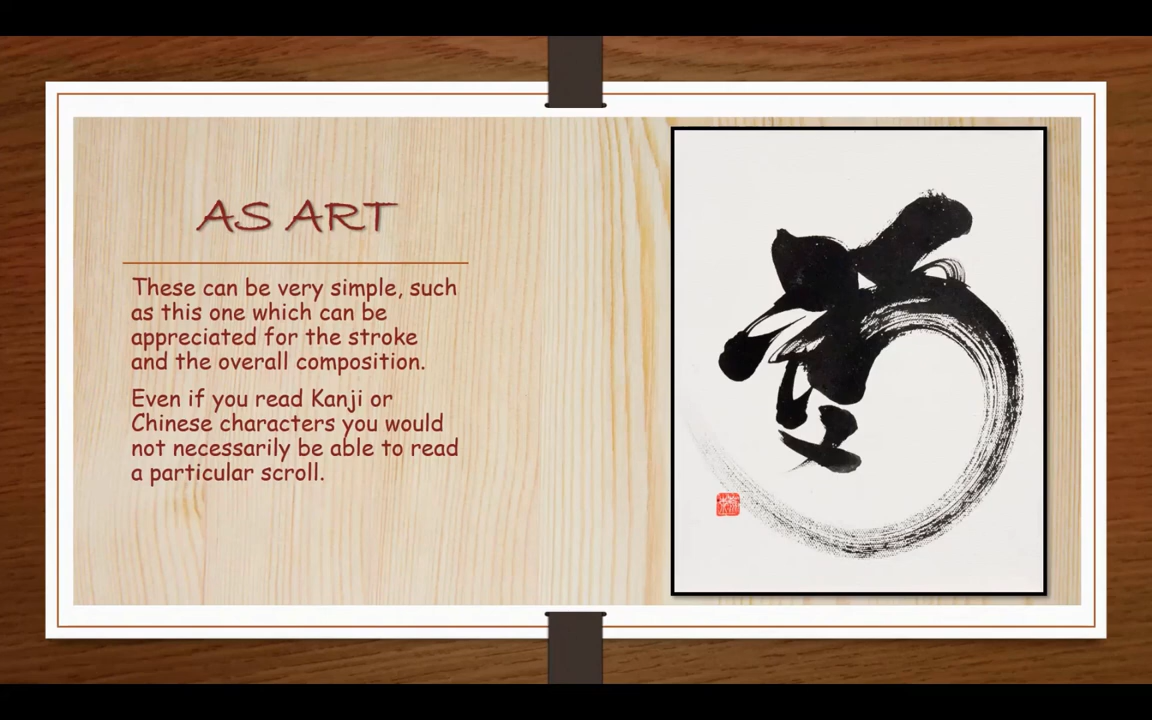 AS ART
These can be very simple, such
as this one which can be
appreciated for the stroke
and the overall composition.
Even if you read Kanji or
Chinese characters you would
not necessarily be able to read
a particular scroll.